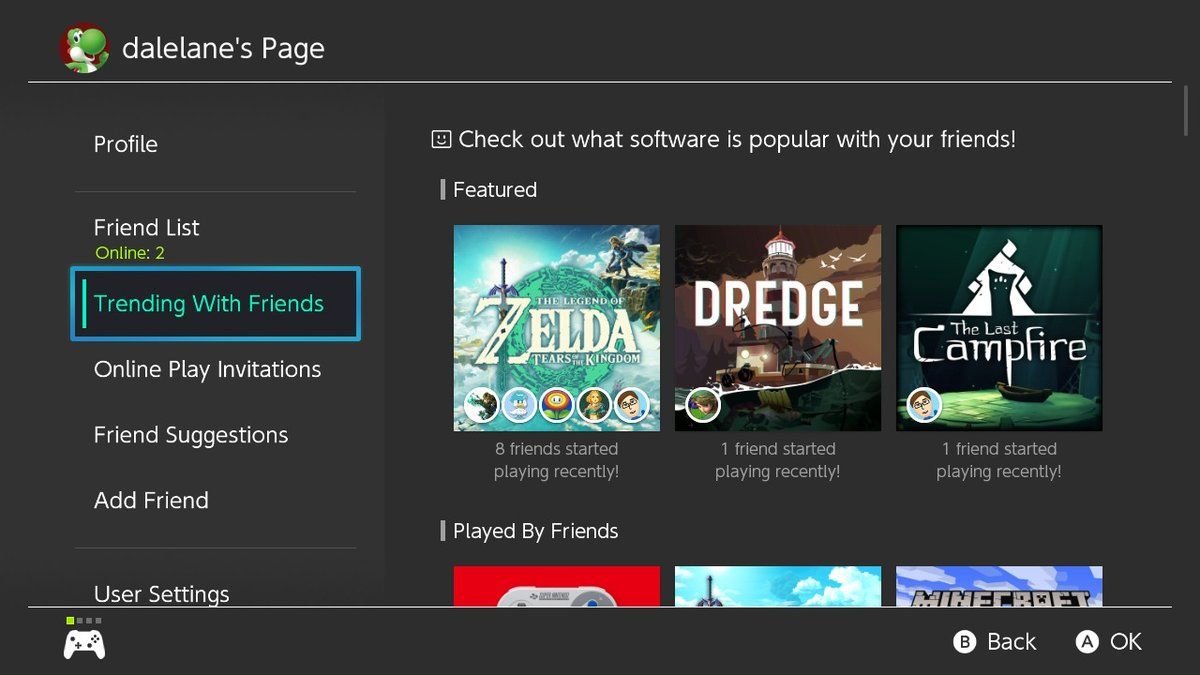 dalelane's Page
Profile
Friend List
Online: 2
Trending With Friends
Online Play Invitations
Friend Suggestions
Add Friend
User Settings
Check out what software is popular with your friends!
Featured
THE LEGEND OF
ZELDA
TEARS OF THE KINGDOM
DREDGE
The Last
Campfire
8 friends started
playing recently!
1 friend started
playing recently!
1 friend started
playing recently!
Played By Friends
SUPER NINTENDO
MINECRAFT
B Back
A OK